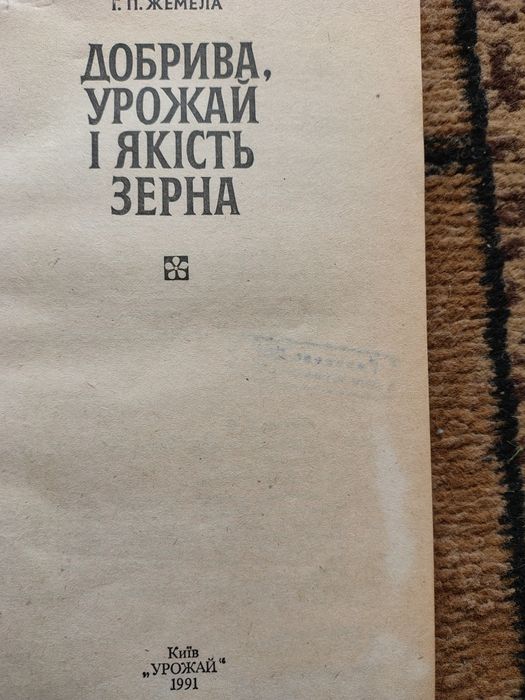 Г. П. ЖЕМЕЛА
ДОБРИВА,
УРОЖАЙ
І ЯКІСТЬ
ЗЕРНА
Київ
„УРОЖАЙ“
1991